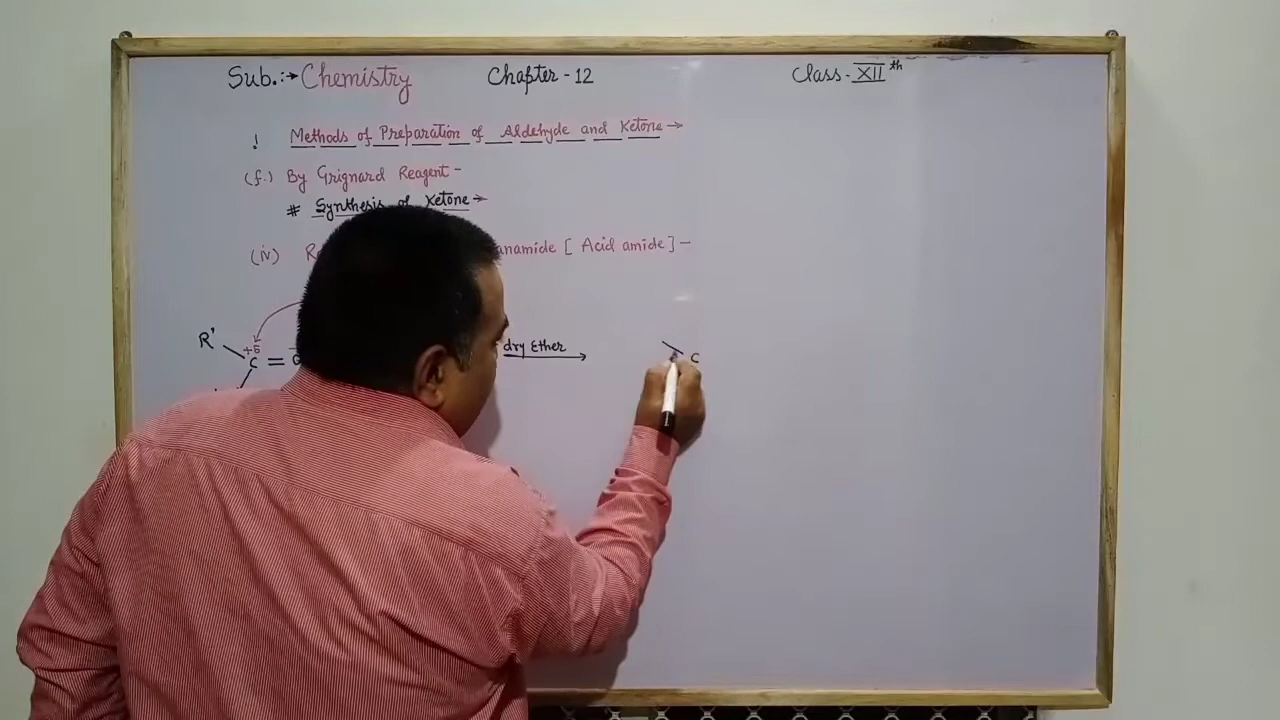 Sub.:→ Chemistry Chapter - 12 Class - XII th
! Methods of Preparation of Aldehyde and Ketone →
(f.) By Grignard Reagent -
# Synthesis of Ketone →
(iv) [ Acid amide ] -
R' +δ C = dry Ether C